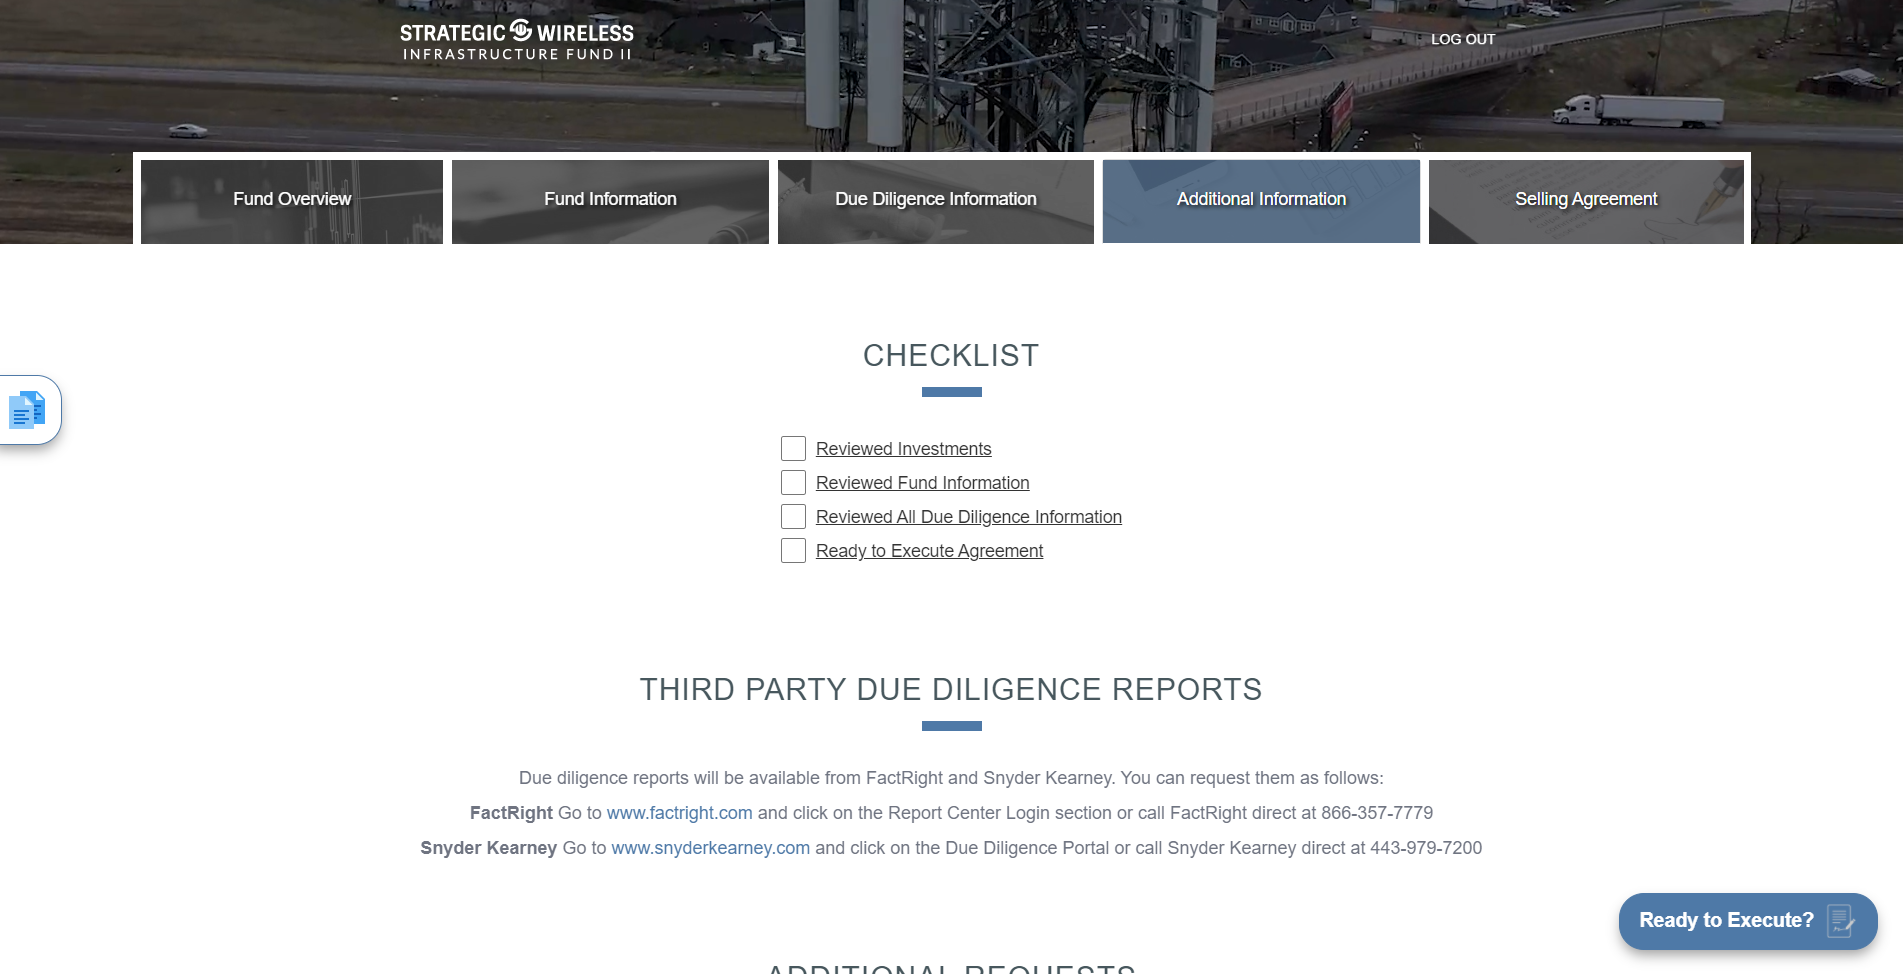 STRATEGIC WIRELESS
INFRASTRUCTURE FUND II
LOG OUT
Fund Overview
Fund Information
Due Diligence Information
Additional Information
Selling Agreement
CHECKLIST
Reviewed Investments
Reviewed Fund Information
Reviewed All Due Diligence Information
Ready to Execute Agreement
THIRD PARTY DUE DILIGENCE REPORTS
Due diligence reports will be available from FactRight and Snyder Kearney. You can request them as follows:
FactRight Go to www.factright.com and click on the Report Center Login section or call FactRight direct at 866-357-7779
Snyder Kearney Go to www.snyderkearney.com and click on the Due Diligence Portal or call Snyder Kearney direct at 443-979-7200
Ready to Execute?
ADDITIONAL REQUESTS